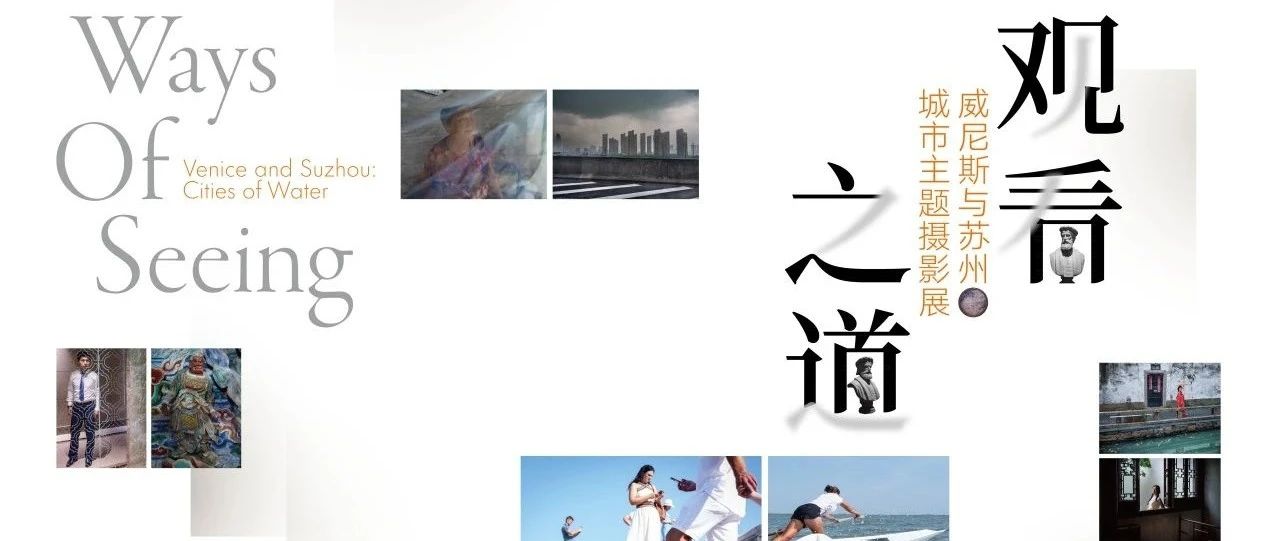 Ways
Of
Seeing
Venice and Suzhou:
Cities of Water
观看
之道
威尼斯与苏州
城市主题摄影展